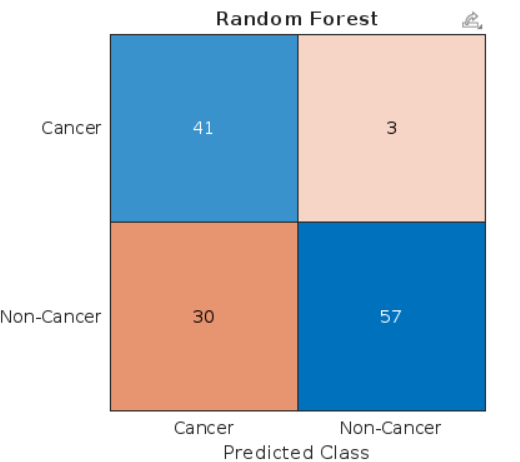 Random Forest
Cancer
41
3
Non-Cancer
30
57
Cancer
Non-Cancer
Predicted Class